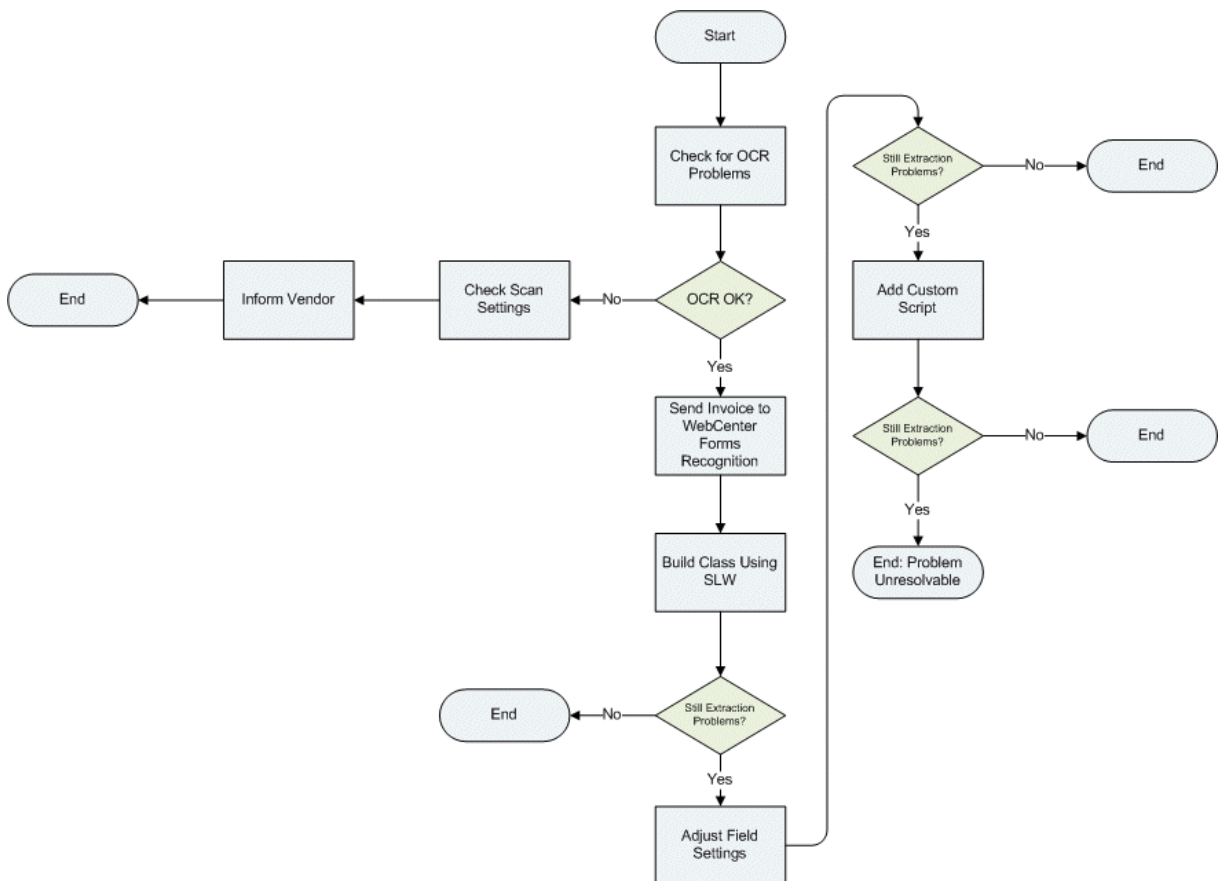 Start
Check for OCR
Problems
OCR OK?
No
Check Scan
Settings
Inform Vendor
End
Yes
Send Invoice to
WebCenter
Forms
Recognition
Build Class Using
SLW
Still Extraction
Problems?
No
End
Yes
Adjust Field
Settings
Still Extraction
Problems?
No
End
Yes
Add Custom
Script
Still Extraction
Problems?
No
End
Yes
End: Problem
Unresolvable